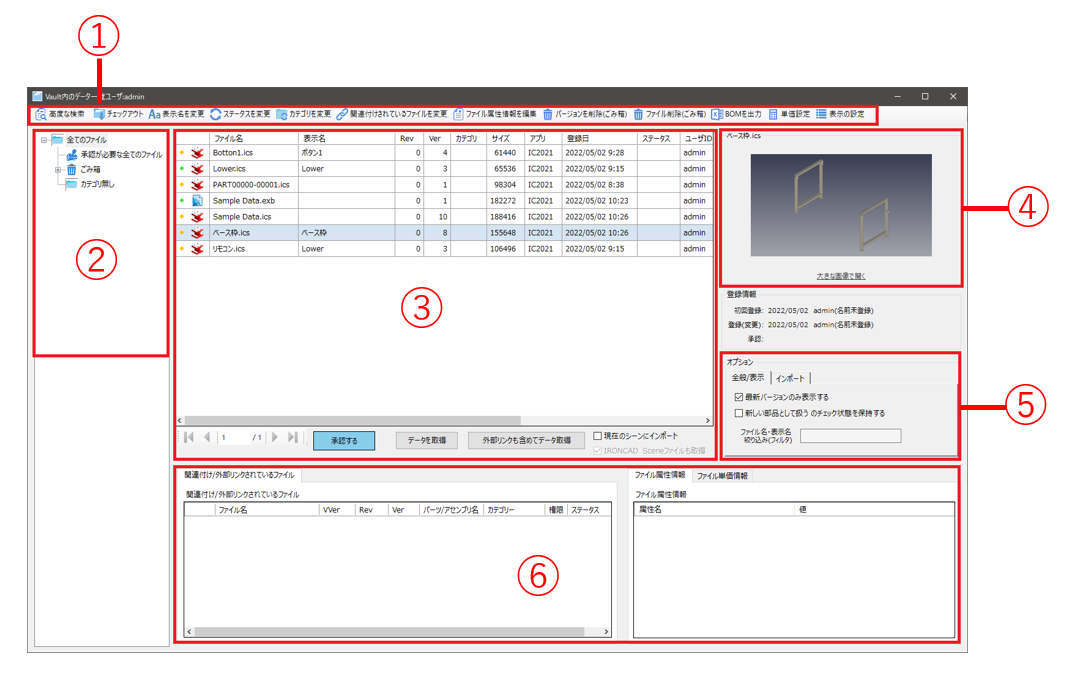 ①
Vault内のデータ一覧 ユーザ:admin
高度な検索 チェックアウト Aa 表示名を変更 ステータスを変更 カテゴリを変更 関連付けされているファイルを変更 ファイル属性情報を編集 バージョンを削除(ごみ箱) ファイル削除(ごみ箱) BOMを出力 単価設定 表示の設定
全てのファイル
承認が必要な全てのファイル
ごみ箱
カテゴリ無し
②
ファイル名 表示名 Rev Ver カテゴリ サイズ アプリ 登録日 ステータス ユーザID
Botton1.ics ボタン1 0 4 61440 IC2021 2022/05/02 9:28 admin
Lower.ics Lower 0 3 65536 IC2021 2022/05/02 9:15 admin
PART00000-00001.ics 0 1 98304 IC2021 2022/05/02 8:38 admin
Sample Data.exb 0 1 182272 IC2021 2022/05/02 10:23 admin
Sample Data.ics 0 10 188416 IC2021 2022/05/02 10:26 admin
ベース枠.ics ベース枠 0 8 155648 IC2021 2022/05/02 10:26 admin
リモコン.ics Lower 0 3 106496 IC2021 2022/05/02 9:15 admin
③
1 / 1 承認する データを取得 外部リンクも含めてデータ取得 現在のシーンにインポート
IRONCAD Sceneファイルも取得
ベース枠.ics
大きな画像で開く
④
登録情報
初回登録: 2022/05/02 admin(名前未登録)
登録(変更): 2022/05/02 admin(名前未登録)
承認:
オプション
全般/表示 インポート
最新バージョンのみ表示する
新しい部品として扱う のチェック状態を保持する
ファイル名・表示名
絞り込み(フィルタ)
⑤
関連付け/外部リンクされているファイル
関連付け/外部リンクされているファイル
ファイル名 VVer Rev Ver パーツ/アセンブリ名 カテゴリー 権限 ステータス
ファイル属性情報 ファイル単価情報
ファイル属性情報
属性名 値
⑥